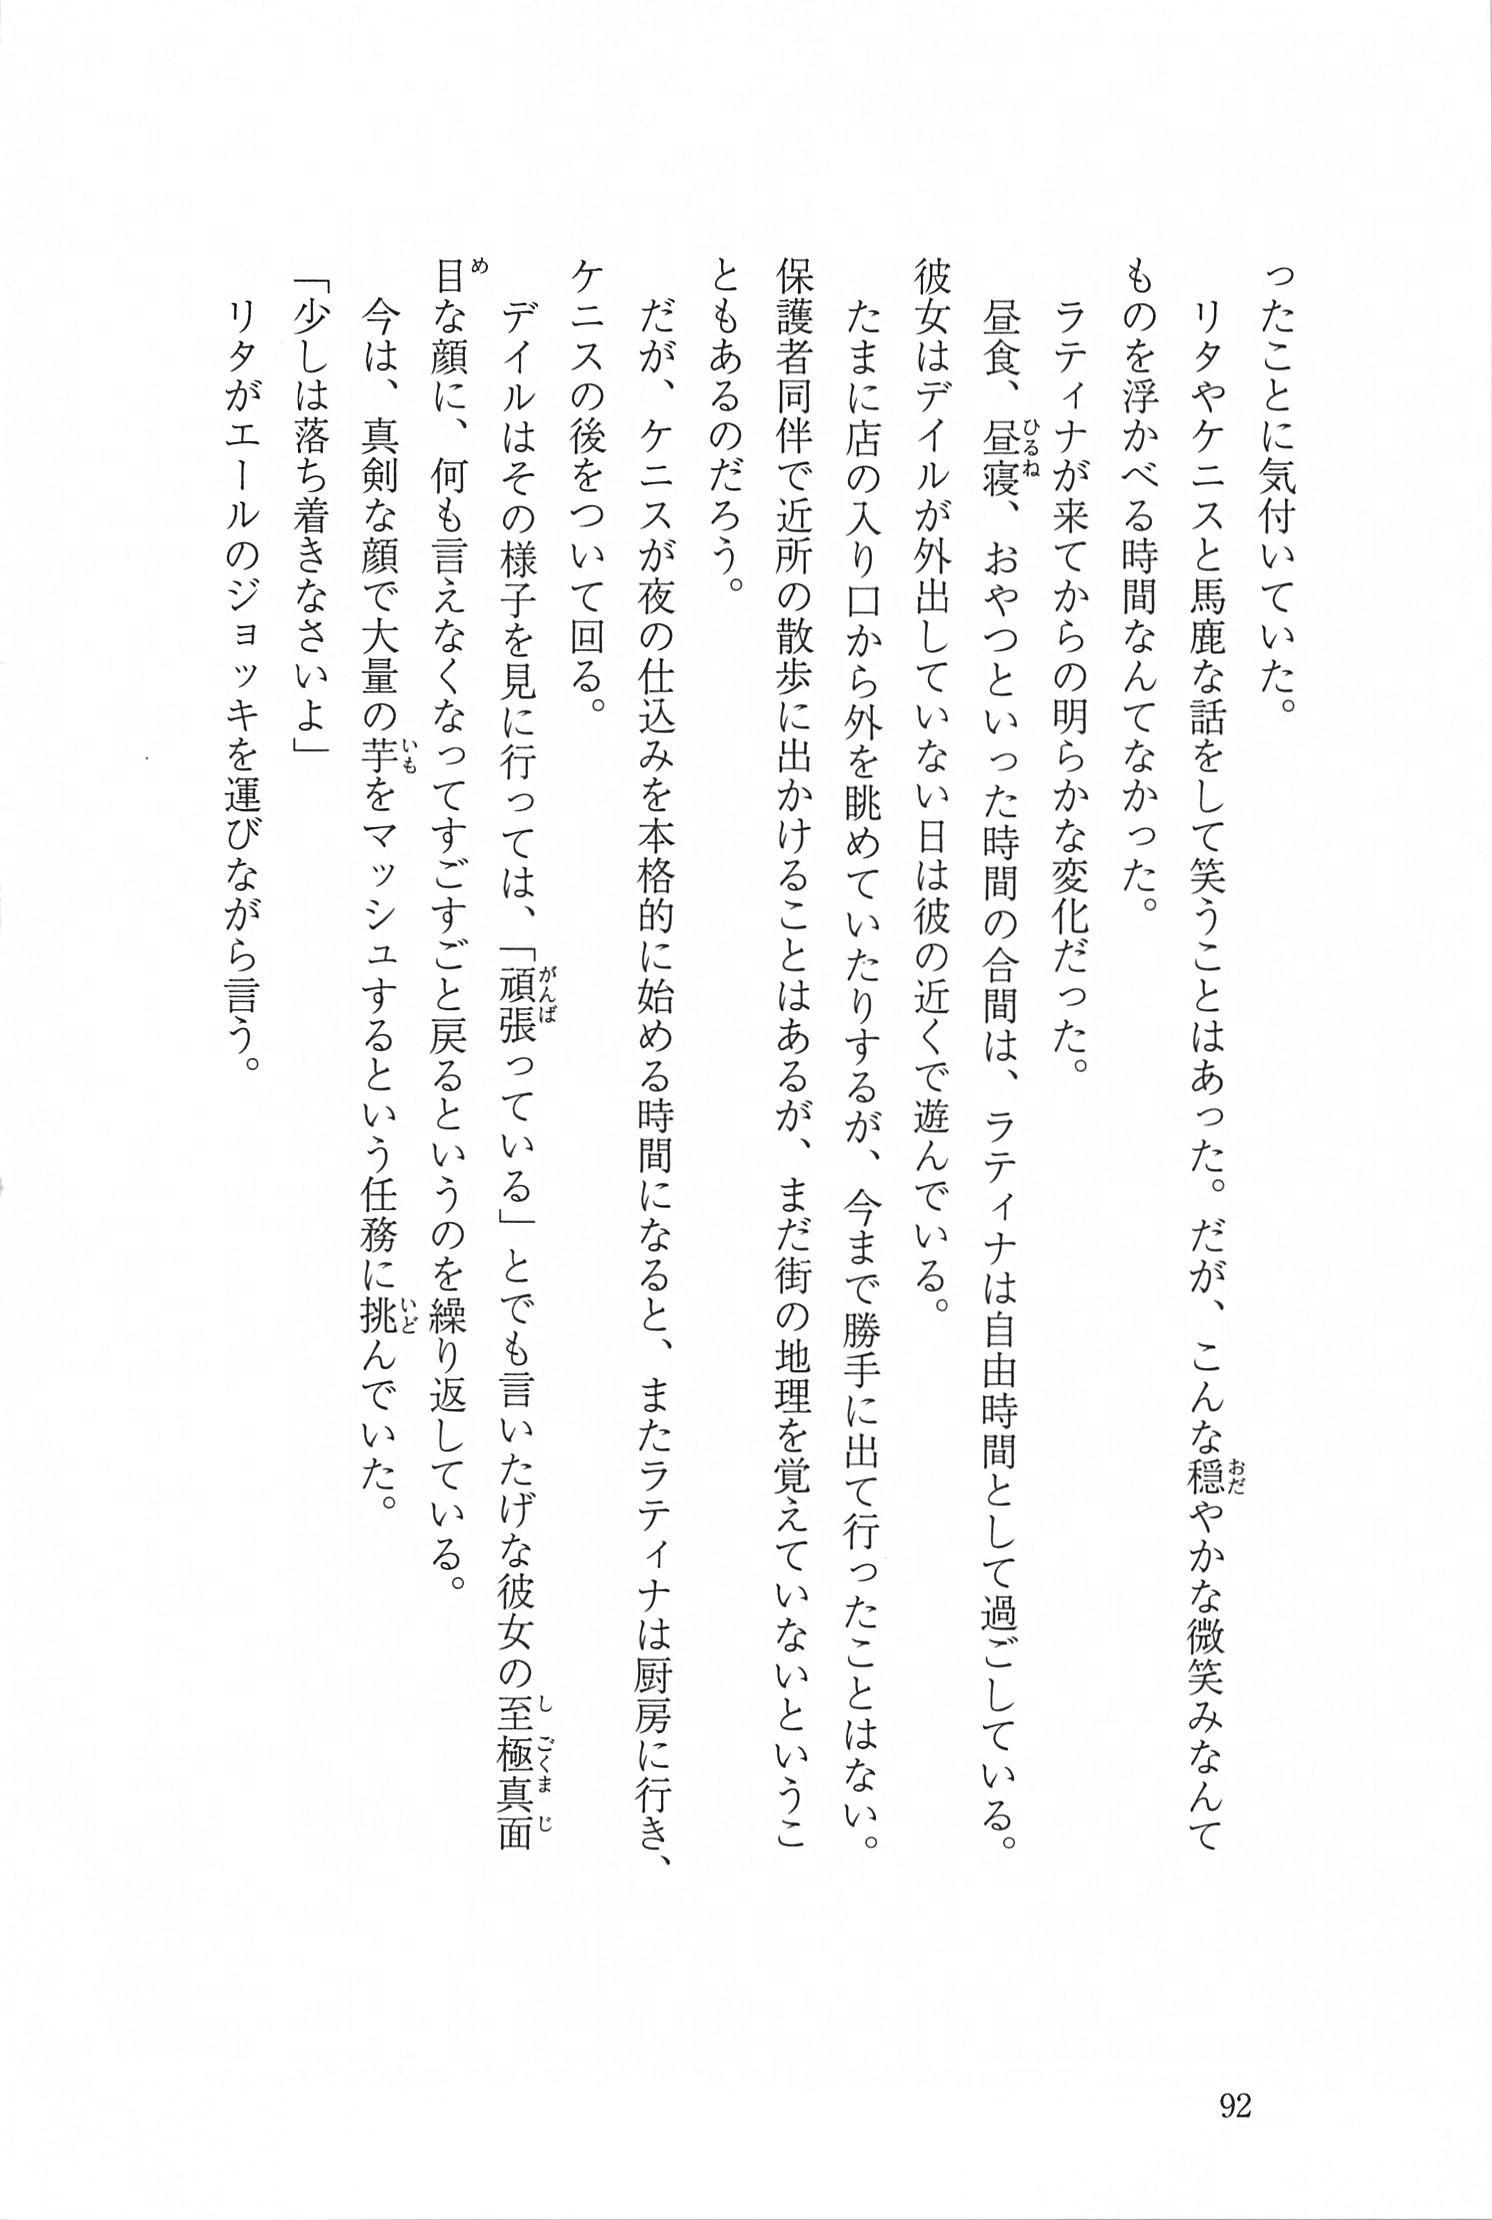 ったことに気付いていた。
　リタやケニスと馬鹿な話をして笑うことはあった。だが、こんな穏やかな微笑みなんて
ものを浮かべる時間なんてなかった。
　ラティナが来てからの明らかな変化だった。
　昼食、昼寝、おやつといった時間の合間は、ラティナは自由時間として過ごしている。
彼女はデイルが外出していない日は彼の近くで遊んでいる。
　たまに店の入り口から外を眺めていたりするが、今まで勝手に出て行ったことはない。
保護者同伴で近所の散歩に出かけることはあるが、まだ街の地理を覚えていないというこ
ともあるのだろう。
　だが、ケニスが夜の仕込みを本格的に始める時間になると、またラティナは厨房に行き、
ケニスの後をついて回る。
　デイルはその様子を見に行っては、「頑張っている」とでも言いたげな彼女の至極真面
目な顔に、何も言えなくなってすごすごと戻るというのを繰り返している。
　今は、真剣な顔で大量の芋をマッシュするという任務に挑んでいた。
「少しは落ち着きなさいよ」
　リタがエールのジョッキを運びながら言う。
92